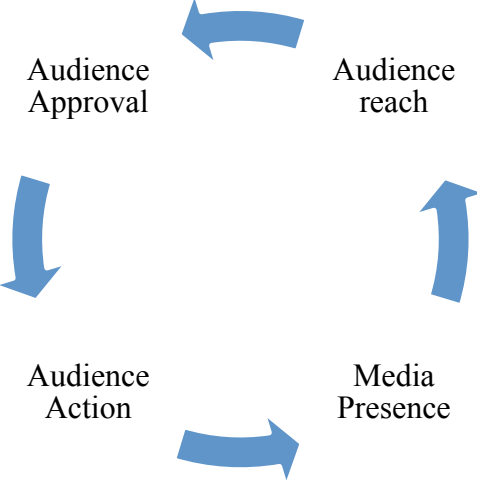 Audience
Approval
Audience
reach
Audience
Action
Media
Presence